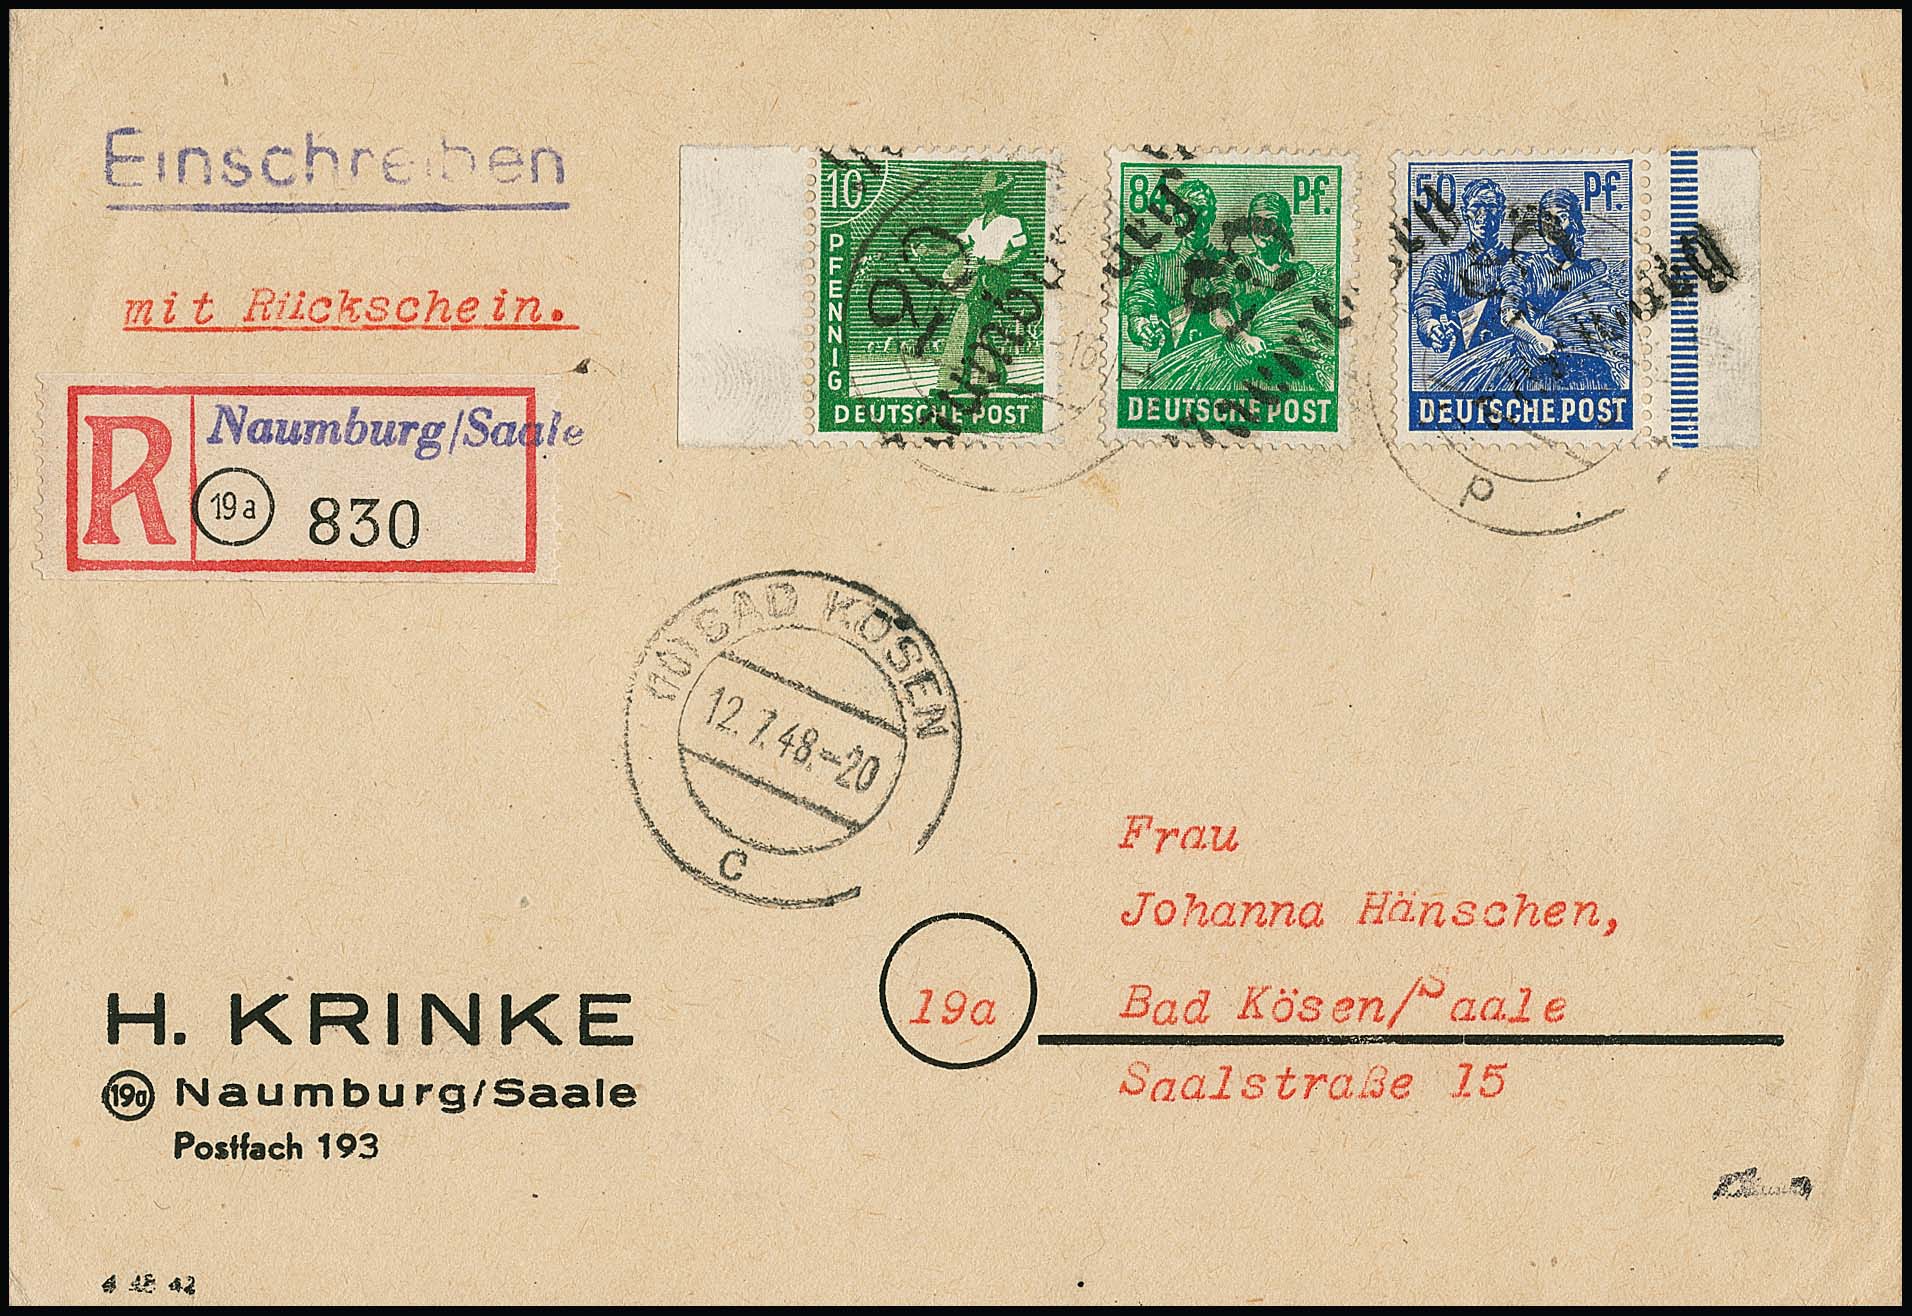 Einschreiben
mit Rückschein.
R Naumburg/Saale
19a 830
10
PFENNIG
DEUTSCHE POST
84 Pf.
DEUTSCHE POST
50 Pf.
DEUTSCHE POST
Naumburg
P
BAD KÖSEN
12.7.48.-20
c
Frau
Johanna Hänschen,
19a Bad Kösen/Saale
Saalstraße 15
H. KRINKE
19a Naumburg/Saale
Postfach 193